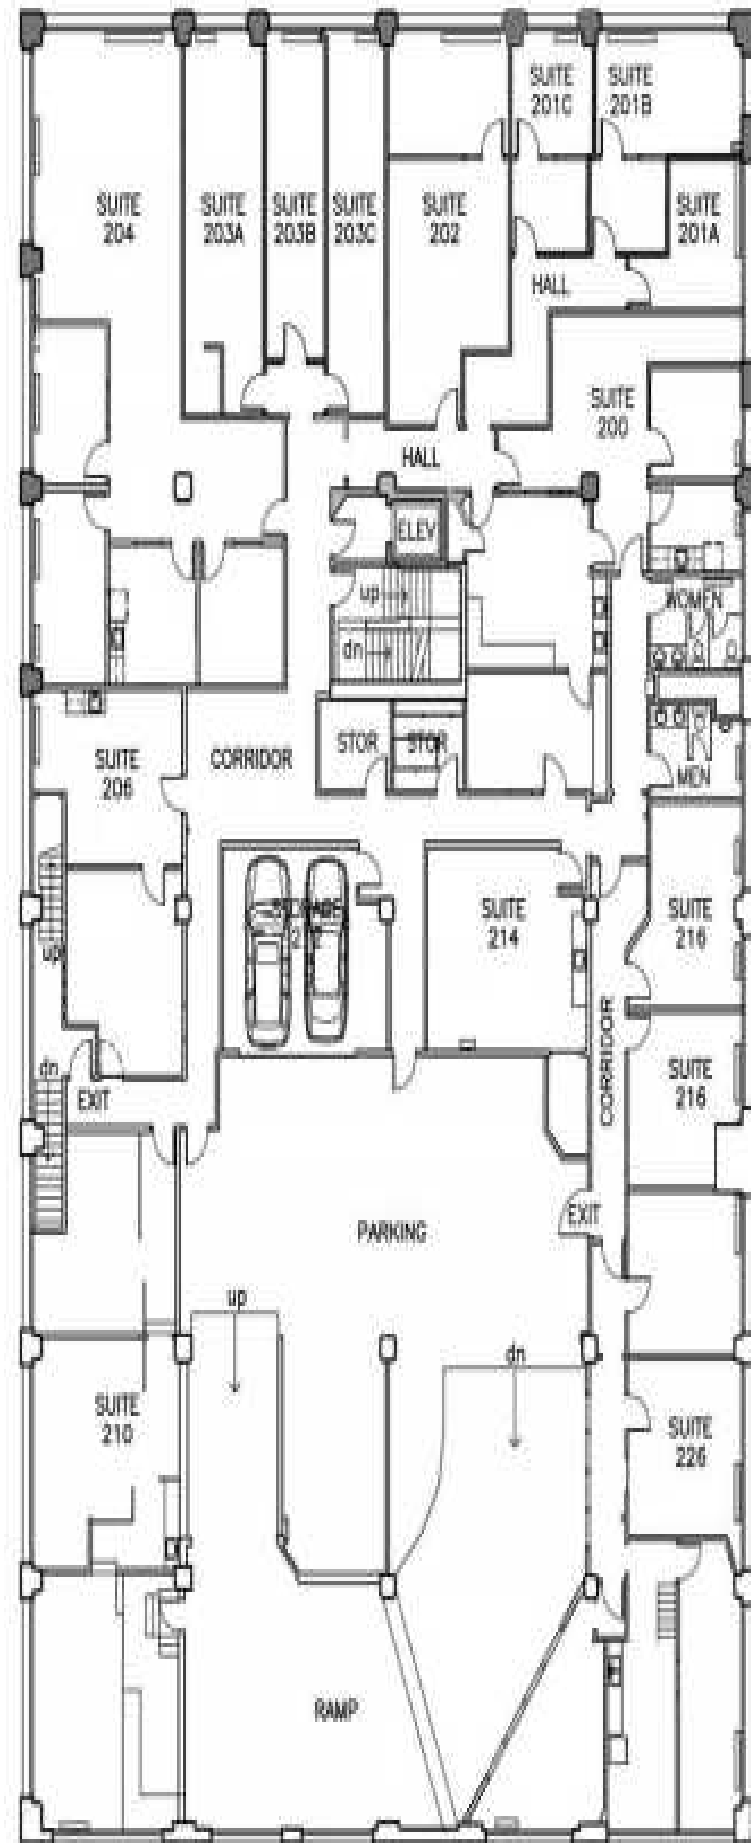 SUITE
201C
SUITE
201B
SUITE
204
SUITE
203A
SUITE
203B
SUITE
203C
SUITE
202
SUITE
201A
HALL
SUITE
200
HALL
ELEV
up
dn
WOMEN
STOR
STOR
CORRIDOR
SUITE
206
MEN
SUITE
214
SUITE
216
up
CORRIDOR
dn
EXIT
SUITE
216
EXIT
PARKING
up
dn
SUITE
210
SUITE
226
RAMP